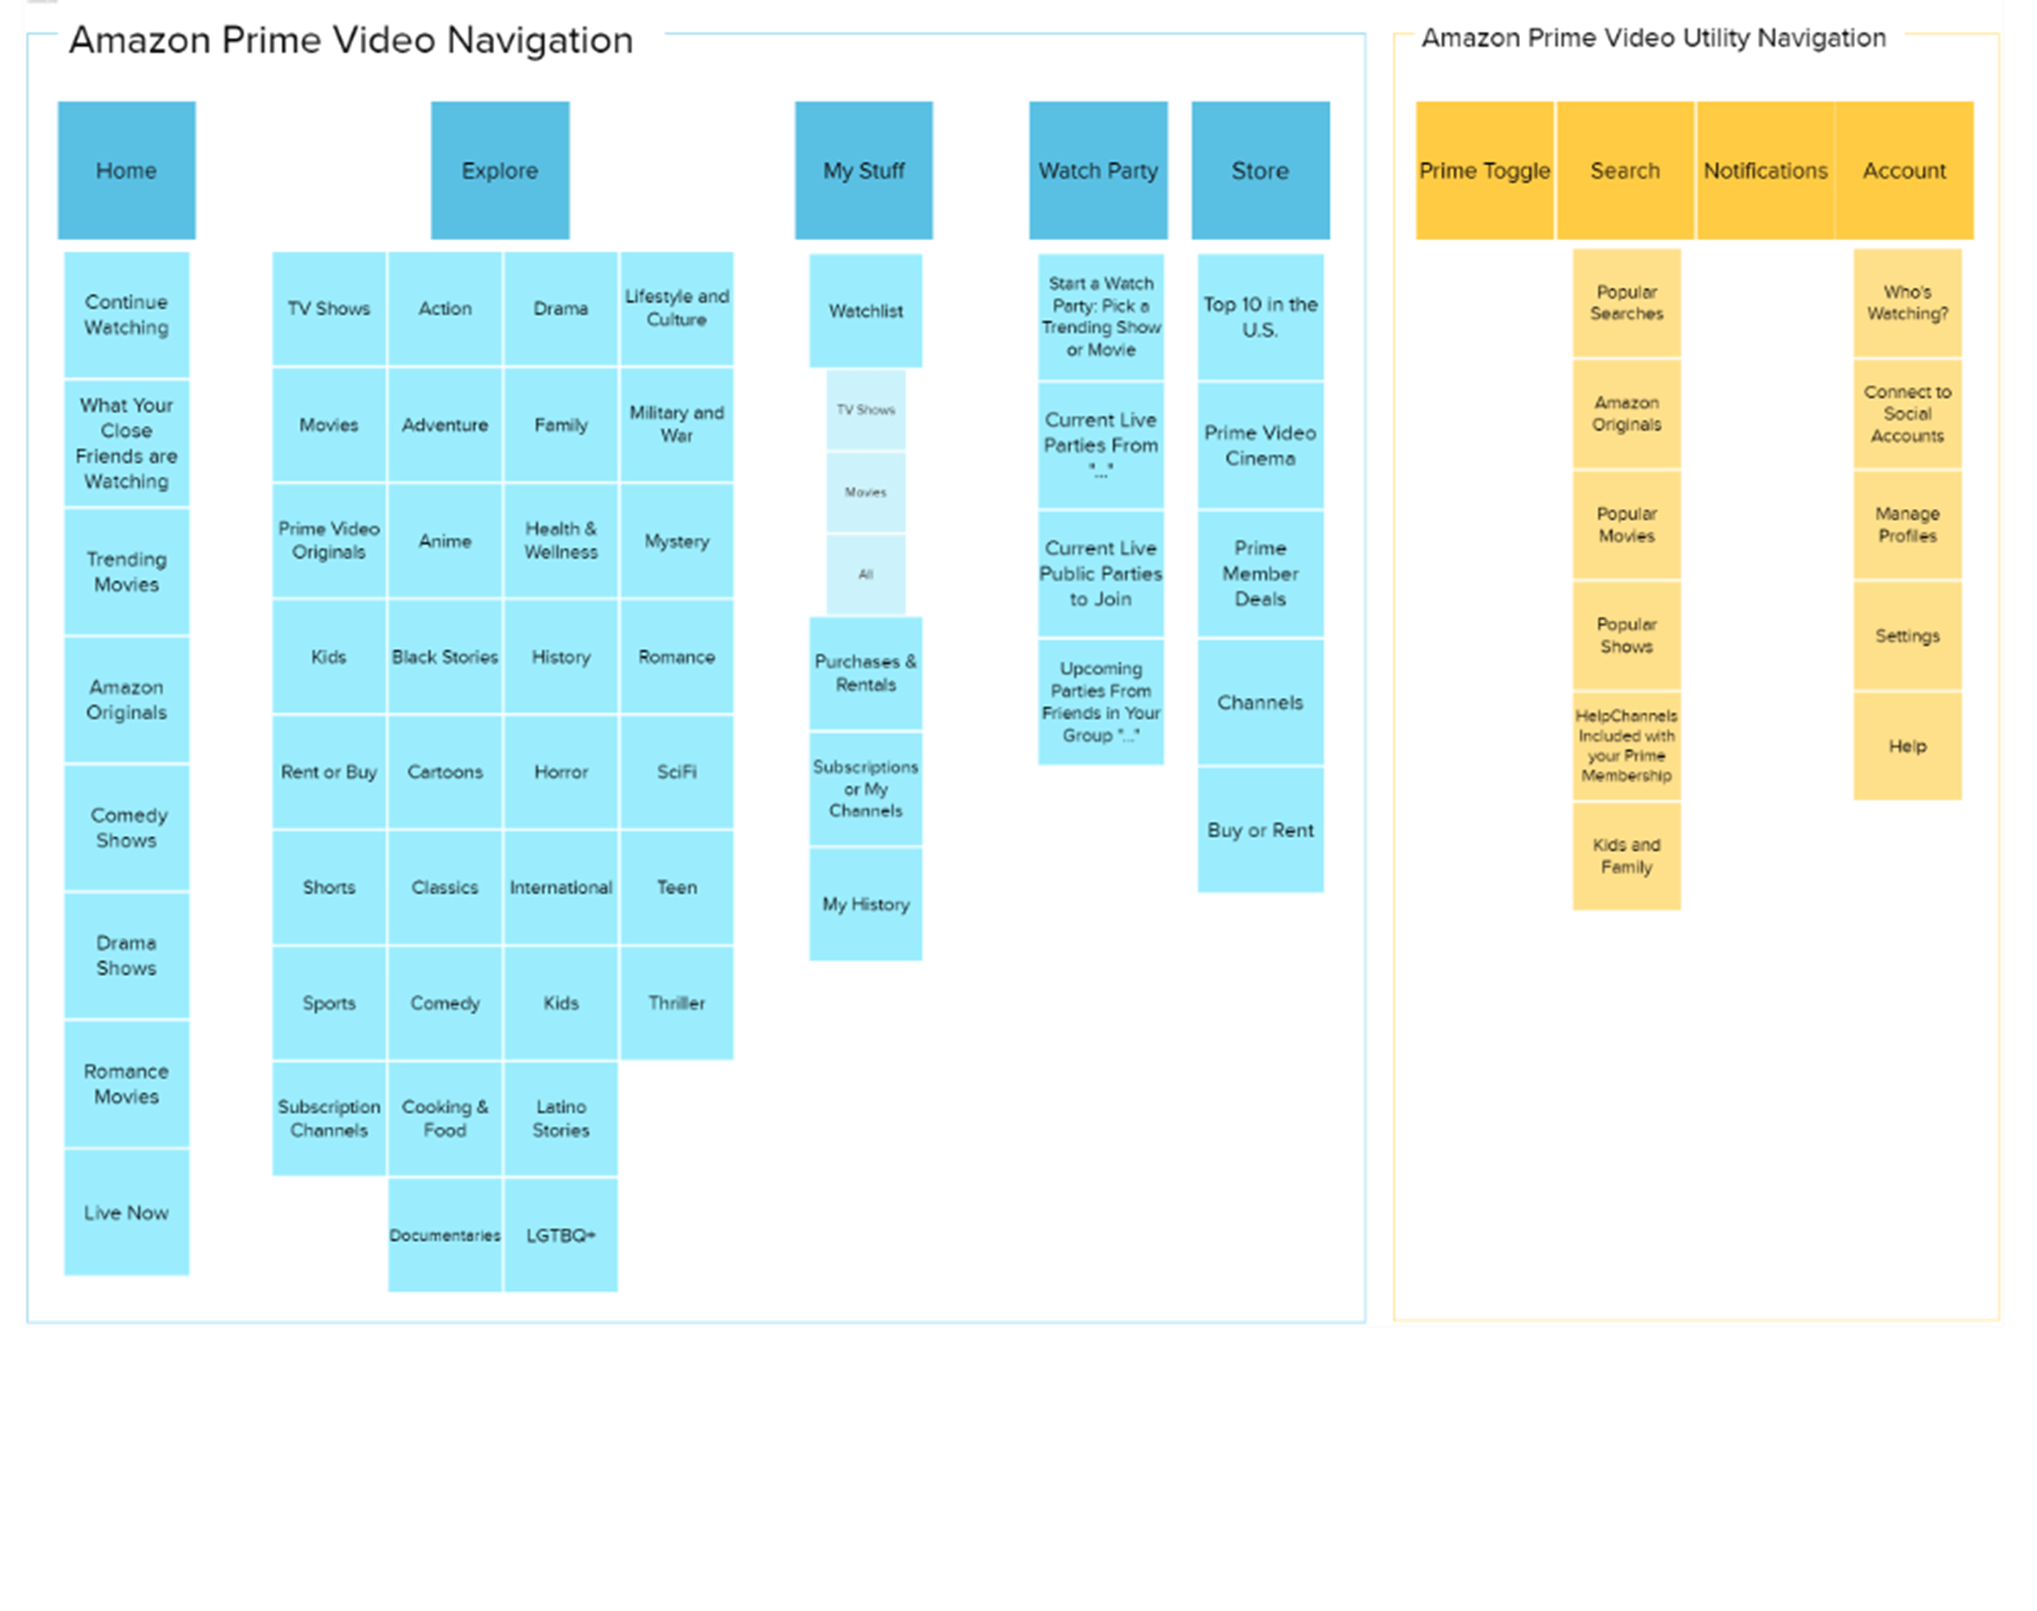 Amazon Prime Video Navigation
Home
Continue
Watching
What Your
Close
Friends are
Watching
Trending
Movies
Amazon
Originals
Comedy
Shows
Drama
Shows
Romance
Movies
Live Now
Explore
TV Shows
Movies
Prime Video
Originals
Kids
Rent or Buy
Shorts
Sports
Subscription
Channels
Action
Adventure
Anime
Black Stories
Cartoons
Classics
Comedy
Cooking &
Food
Documentaries
Drama
Family
Health &
Wellness
History
Horror
International
Kids
Latino
Stories
LGTBQ+
Lifestyle and
Culture
Military and
War
Mystery
Romance
SciFi
Teen
Thriller
My Stuff
Watchlist
TV Shows
Movies
All
Purchases &
Rentals
Subscriptions
or My
Channels
My History
Watch Party
Start a Watch
Party: Pick a
Trending Show
or Movie
Current Live
Parties From
"..."
Current Live
Public Parties
to Join
Upcoming
Parties From
Friends in Your
Group "..."
Store
Top 10 in the
U.S.
Prime Video
Cinema
Prime
Member
Deals
Channels
Buy or Rent
Amazon Prime Video Utility Navigation
Prime Toggle
Search
Popular
Searches
Amazon
Originals
Popular
Movies
Popular
Shows
HelpChannels
Included with
your Prime
Membership
Kids and
Family
Notifications
Account
Who's
Watching?
Connect to
Social
Accounts
Manage
Profiles
Settings
Help